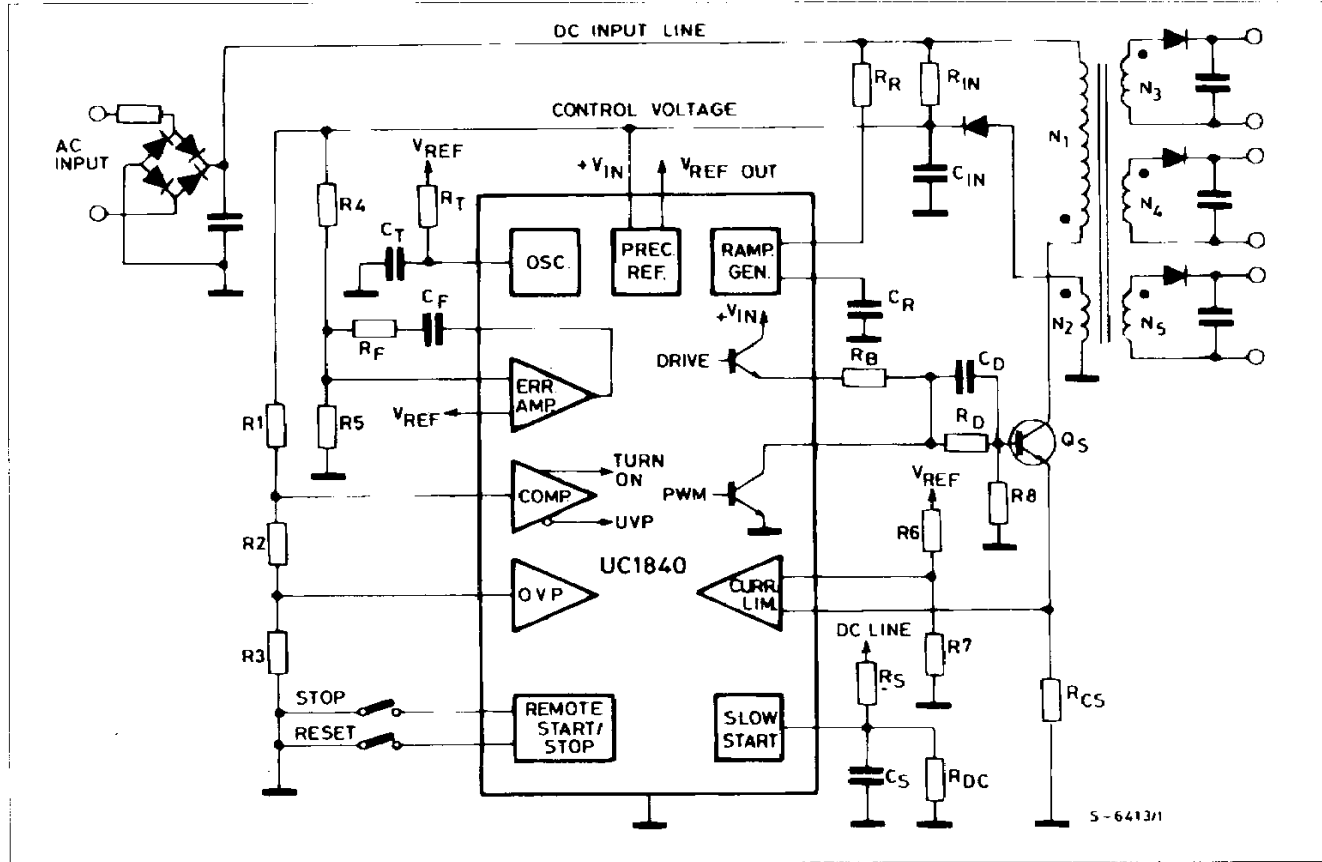 DC INPUT LINE
R_R
R_IN
N_3
CONTROL VOLTAGE
AC
INPUT
V_REF
+V_IN
V_REF OUT
N_1
R4
R_T
C_IN
N_4
C_T
OSC.
PREC.
REF.
RAMP.
GEN.
C_F
C_R
N_2
N_5
+V_IN
R_F
DRIVE
R_B
C_D
ERR.
AMP.
R_D
V_REF
R1
R5
Q_S
TURN
ON
V_REF
COMP.
PWM
R8
UVP
R6
R2
UC1840
OVP
CURR.
LIM.
DC LINE
R7
R3
R_S
R_CS
STOP
REMOTE
START/
STOP
SLOW
START
RESET
C_S
R_DC
S-6413/1